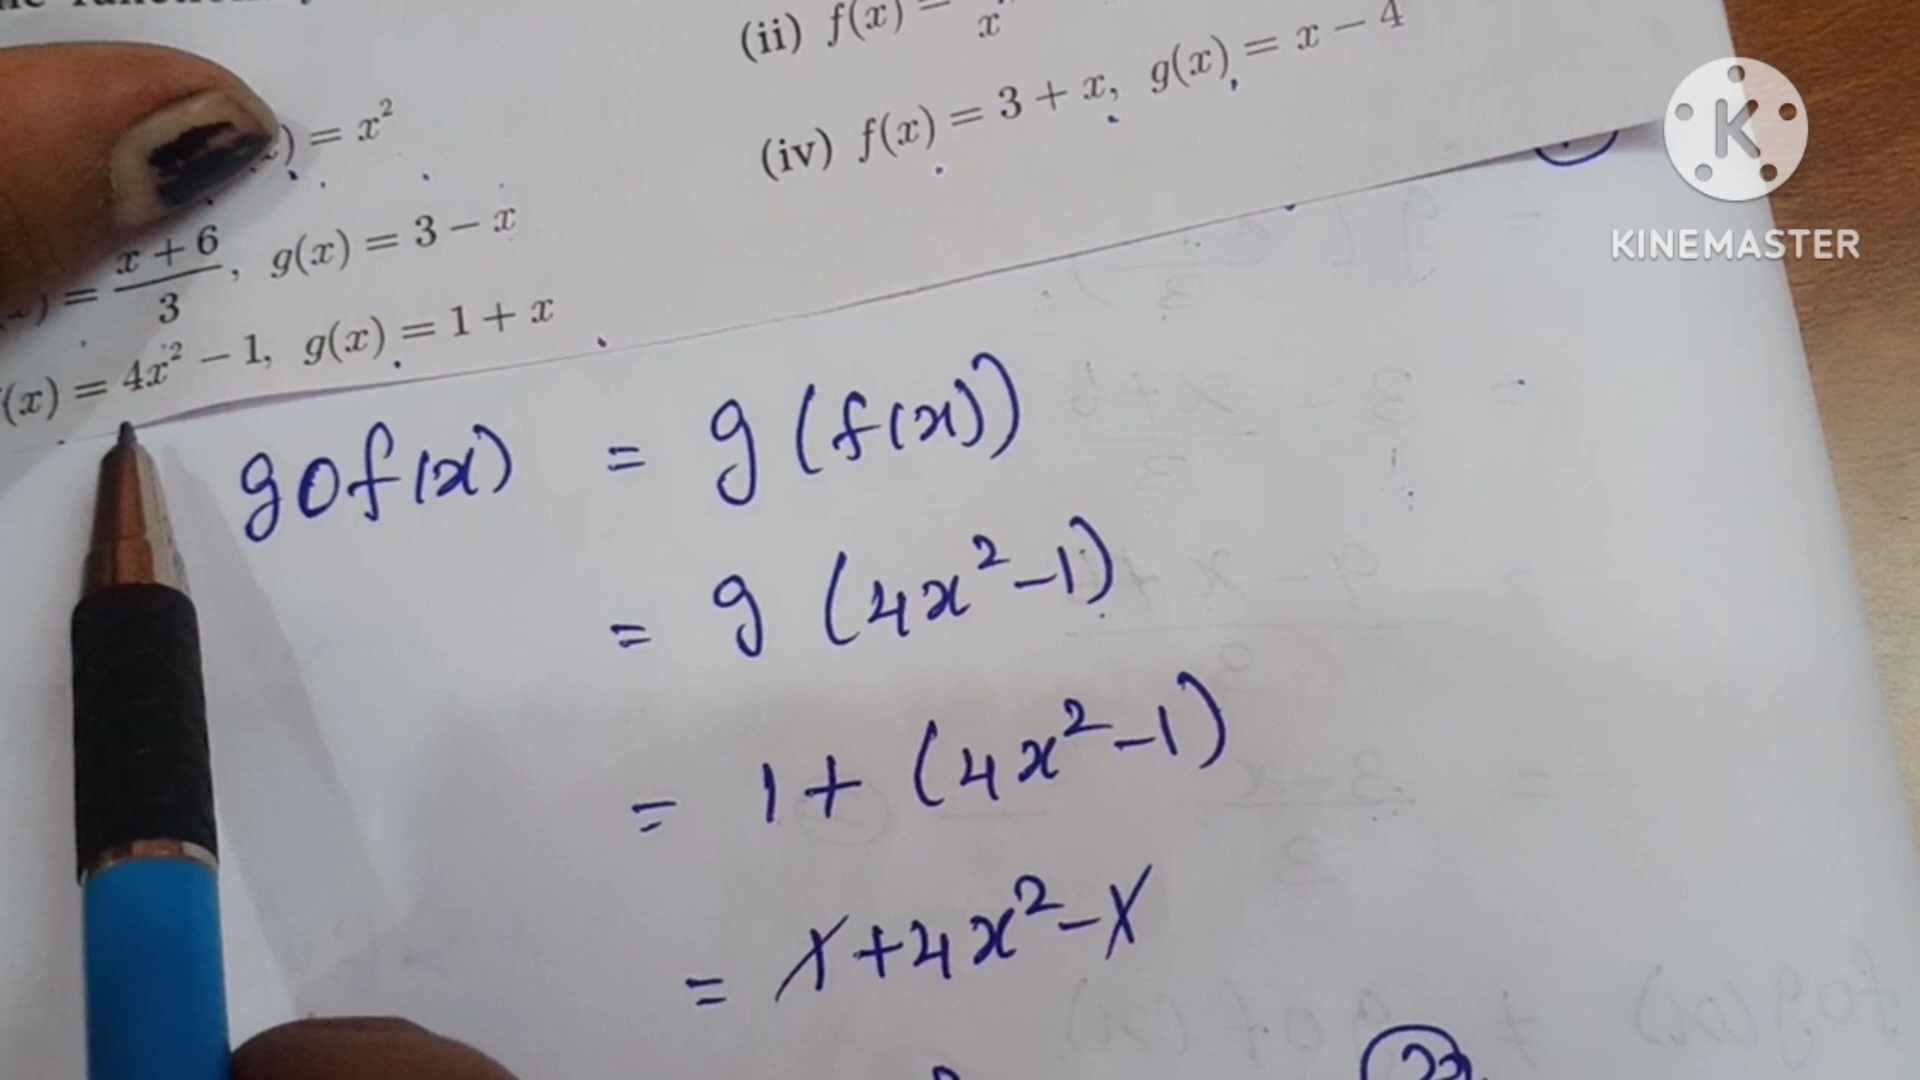 (ii) f(x) =
x
) = x²
(iv) f(x) = 3 + x, g(x) = x − 4
KINEMASTER
) = x + 6 / 3, g(x) = 3 − x
(x) = 4x² − 1, g(x) = 1 + x
gof(x) = g(f(x))
= g(4x²-1)
= 1+(4x²-1)
= 1+4x²-1